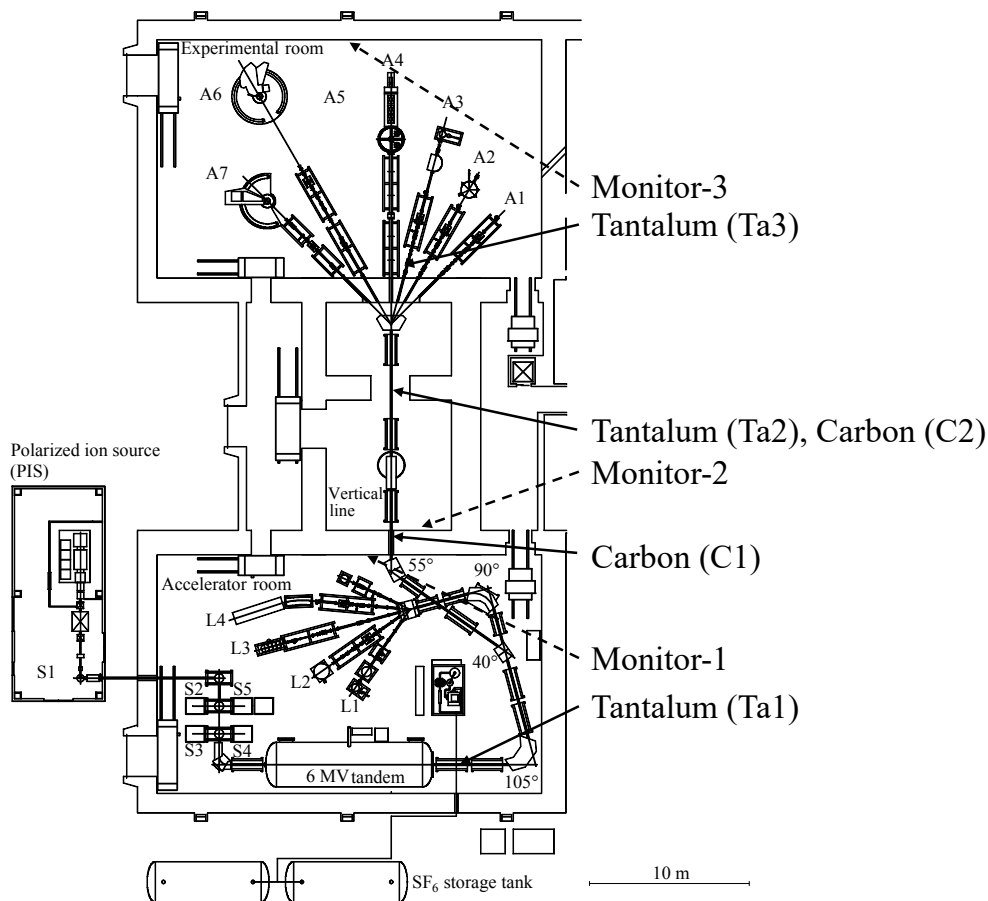 Experimental room
A4
A6
A5
A3
A2
A7
A1
Monitor-3
Tantalum (Ta3)
Tantalum (Ta2), Carbon (C2)
Monitor-2
Polarized ion source
(PIS)
Vertical
line
Carbon (C1)
55°
90°
Accelerator room
L4
L3
40°
Monitor-1
S1
L2
L1
S2
S5
Tantalum (Ta1)
S3
S4
6 MV tandem
105°
SF₆ storage tank
10 m